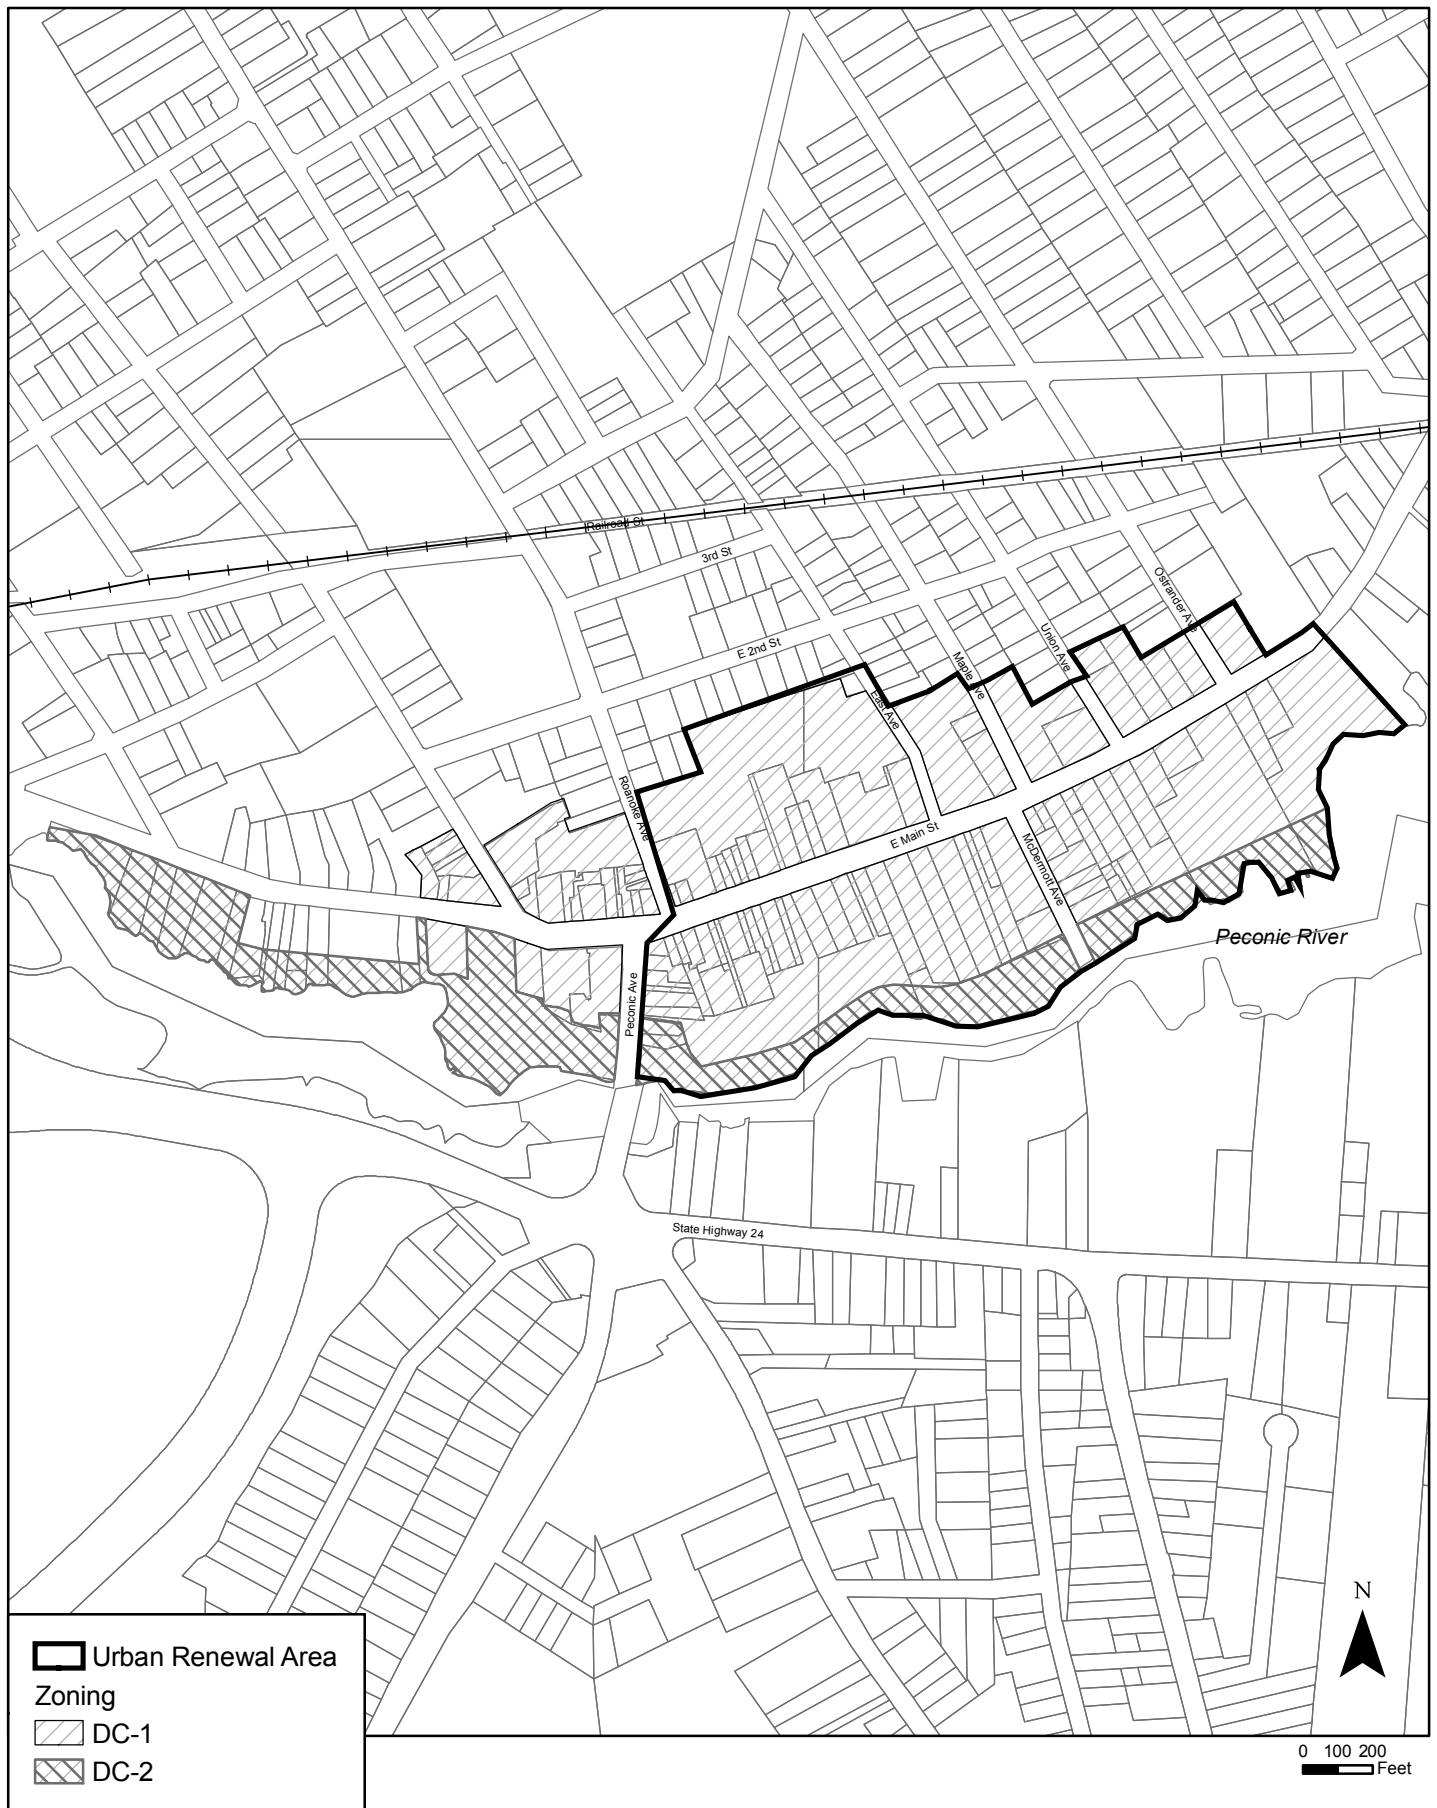 Railroad St
3rd St
Ostrander Ave
E 2nd St
Union Ave
Maple Ave
East Ave
Roanoke Ave
E Main St
McDermott Ave
Peconic River
Peconic Ave
State Highway 24
N
Urban Renewal Area
Zoning
DC-1
DC-2
0 100 200
Feet